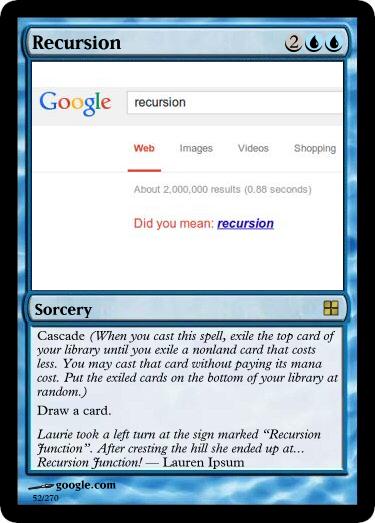 Recursion 2
Google recursion
Web Images Videos Shopping
About 2,000,000 results (0.88 seconds)
Did you mean: recursion
Sorcery
Cascade (When you cast this spell, exile the top card of
your library until you exile a nonland card that costs
less. You may cast that card without paying its mana
cost. Put the exiled cards on the bottom of your library at
random.)
Draw a card.
Laurie took a left turn at the sign marked “Recursion
Junction”. After cresting the hill she ended up at...
Recursion Junction! — Lauren Ipsum
google.com
52/270